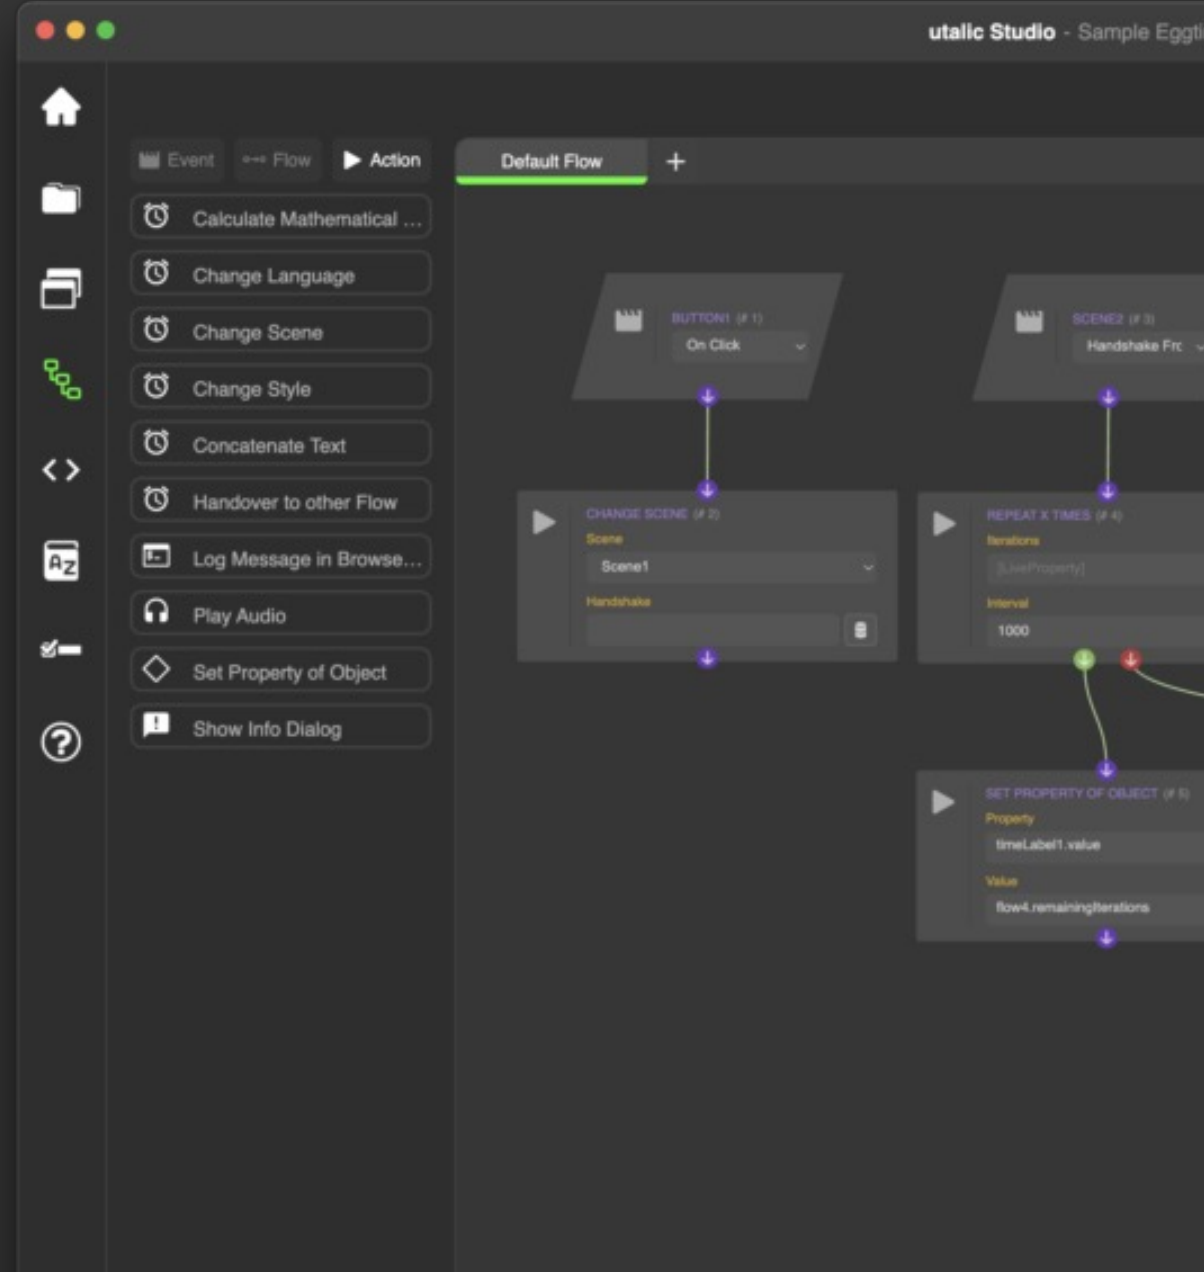 utalic Studio - Sample Eggti
Event Flow Action
Default Flow +
Calculate Mathematical ...
Change Language
Change Scene
Change Style
Concatenate Text
Handover to other Flow
Log Message in Browse...
Play Audio
Set Property of Object
Show Info Dialog
AZ
BUTTON1 (# 1)
On Click
SCENE2 (# 3)
Handshake Frc
CHANGE SCENE (# 2)
Scene
Scene1
Handshake
REPEAT X TIMES (# 4)
Iterations
[LiveProperty]
Interval
1000
SET PROPERTY OF OBJECT (# 5)
Property
timeLabel1.value
Value
flow4.remainingIterations